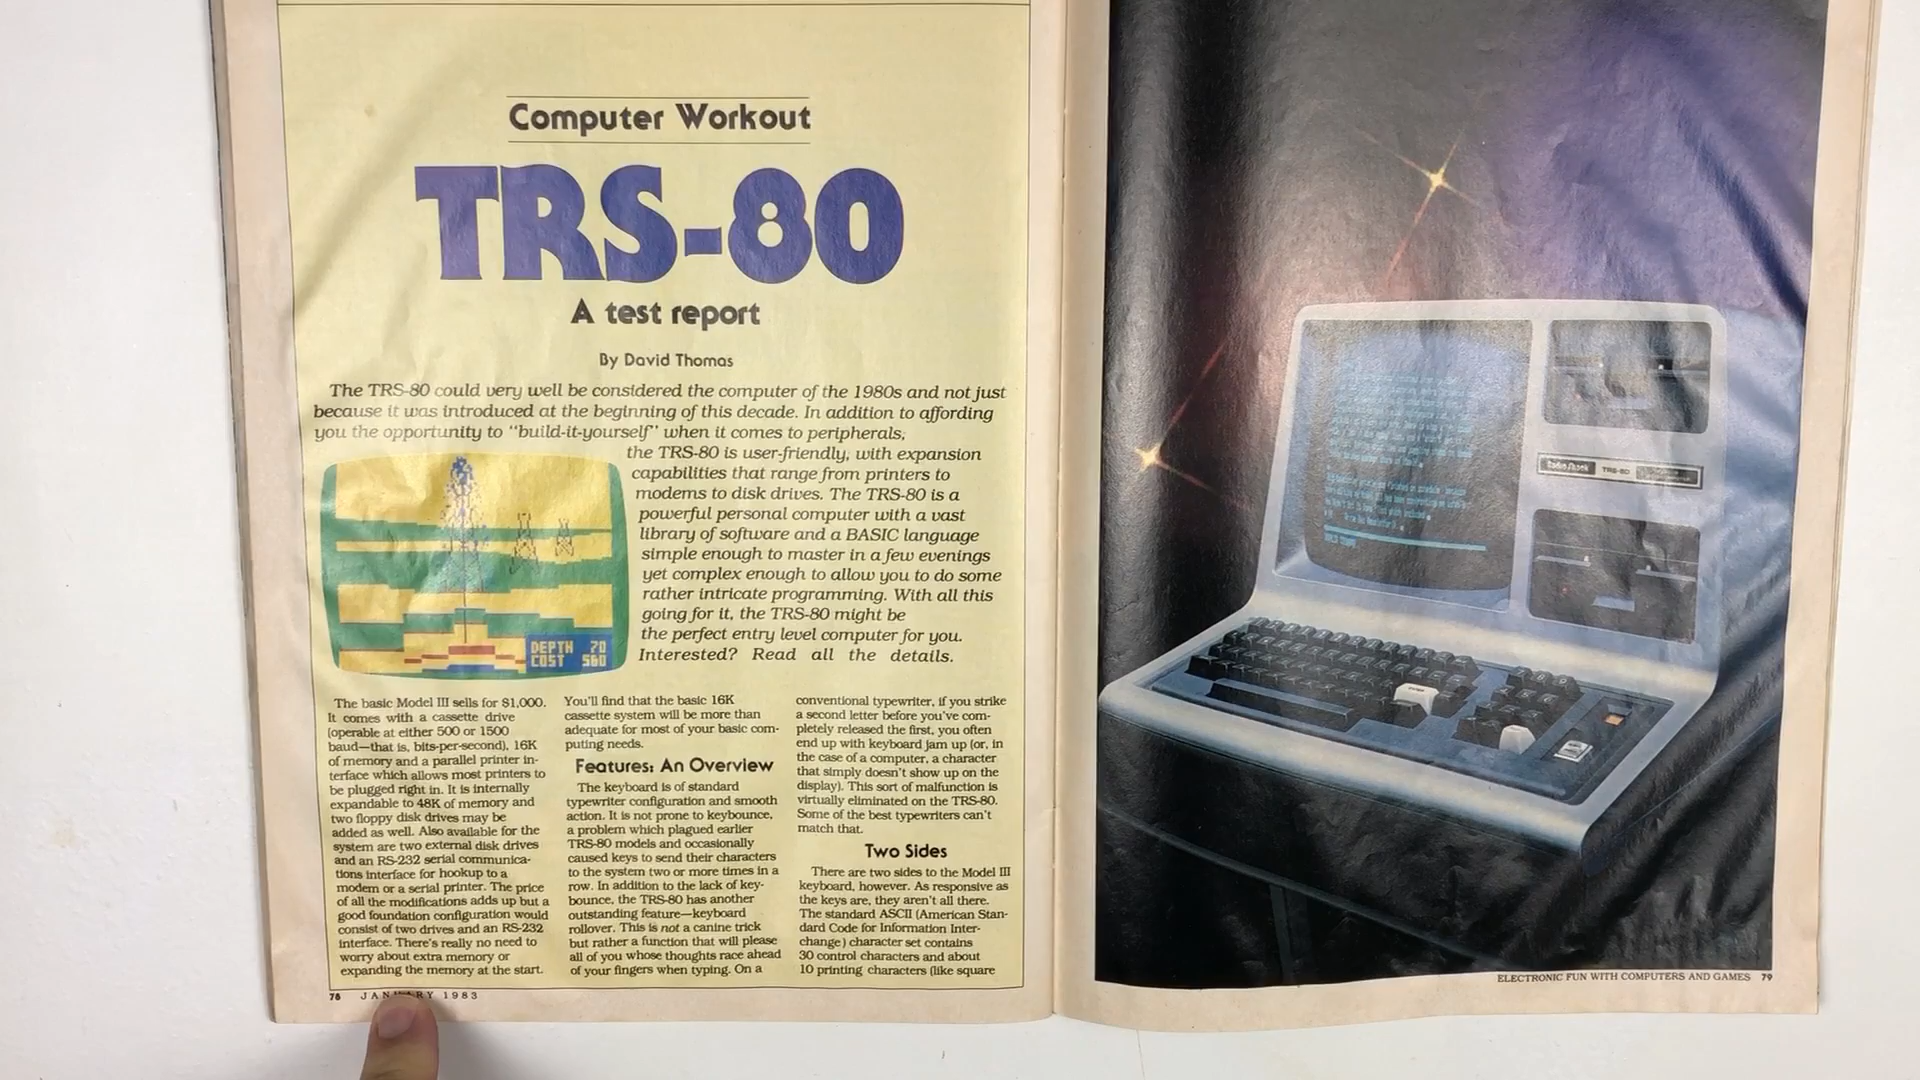 Computer Workout
TRS-80
A test report
By David Thomas
The TRS-80 could very well be considered the computer of the 1980s and not just
because it was introduced at the beginning of this decade. In addition to affording
you the opportunity to "build-it-yourself" when it comes to peripherals,
the TRS-80 is user-friendly, with expansion
capabilities that range from printers to
modems to disk drives. The TRS-80 is a
powerful personal computer with a vast
library of software and a BASIC language
simple enough to master in a few evenings
yet complex enough to allow you to do some
rather intricate programming. With all this
going for it, the TRS-80 might be
the perfect entry level computer for you.
Interested? Read all the details.
DEPTH 70
COST 560
The basic Model III sells for $1,000.
It comes with a cassette drive
(operable at either 500 or 1500
baud—that is, bits-per-second), 16K
of memory and a parallel printer in-
terface which allows most printers to
be plugged right in. It is internally
expandable to 48K of memory and
two floppy disk drives may be
added as well. Also available for the
system are two external disk drives
and an RS-232 serial communica-
tions interface for hookup to a
modem or a serial printer. The price
of all the modifications adds up but a
good foundation configuration would
consist of two drives and an RS-232
interface. There's really no need to
worry about extra memory or
expanding the memory at the start.
You'll find that the basic 16K
cassette system will be more than
adequate for most of your basic com-
puting needs.
Features: An Overview
The keyboard is of standard
typewriter configuration and smooth
action. It is not prone to keybounce,
a problem which plagued earlier
TRS-80 models and occasionally
caused keys to send their characters
to the system two or more times in a
row. In addition to the lack of key-
bounce, the TRS-80 has another
outstanding feature—keyboard
rollover. This is not a canine trick
but rather a function that will please
all of you whose thoughts race ahead
of your fingers when typing. On a
conventional typewriter, if you strike
a second letter before you've com-
pletely released the first, you often
end up with keyboard jam up (or, in
the case of a computer, a character
that simply doesn't show up on the
display). This sort of malfunction is
virtually eliminated on the TRS-80.
Some of the best typewriters can't
match that.
Two Sides
There are two sides to the Model III
keyboard, however. As responsive as
the keys are, they aren't all there.
The standard ASCII (American Stan-
dard Code for Information Inter-
change) character set contains
30 control characters and about
10 printing characters (like square
78 JANUARY 1983
Radio Shack TRS-80
ELECTRONIC FUN WITH COMPUTERS AND GAMES 79